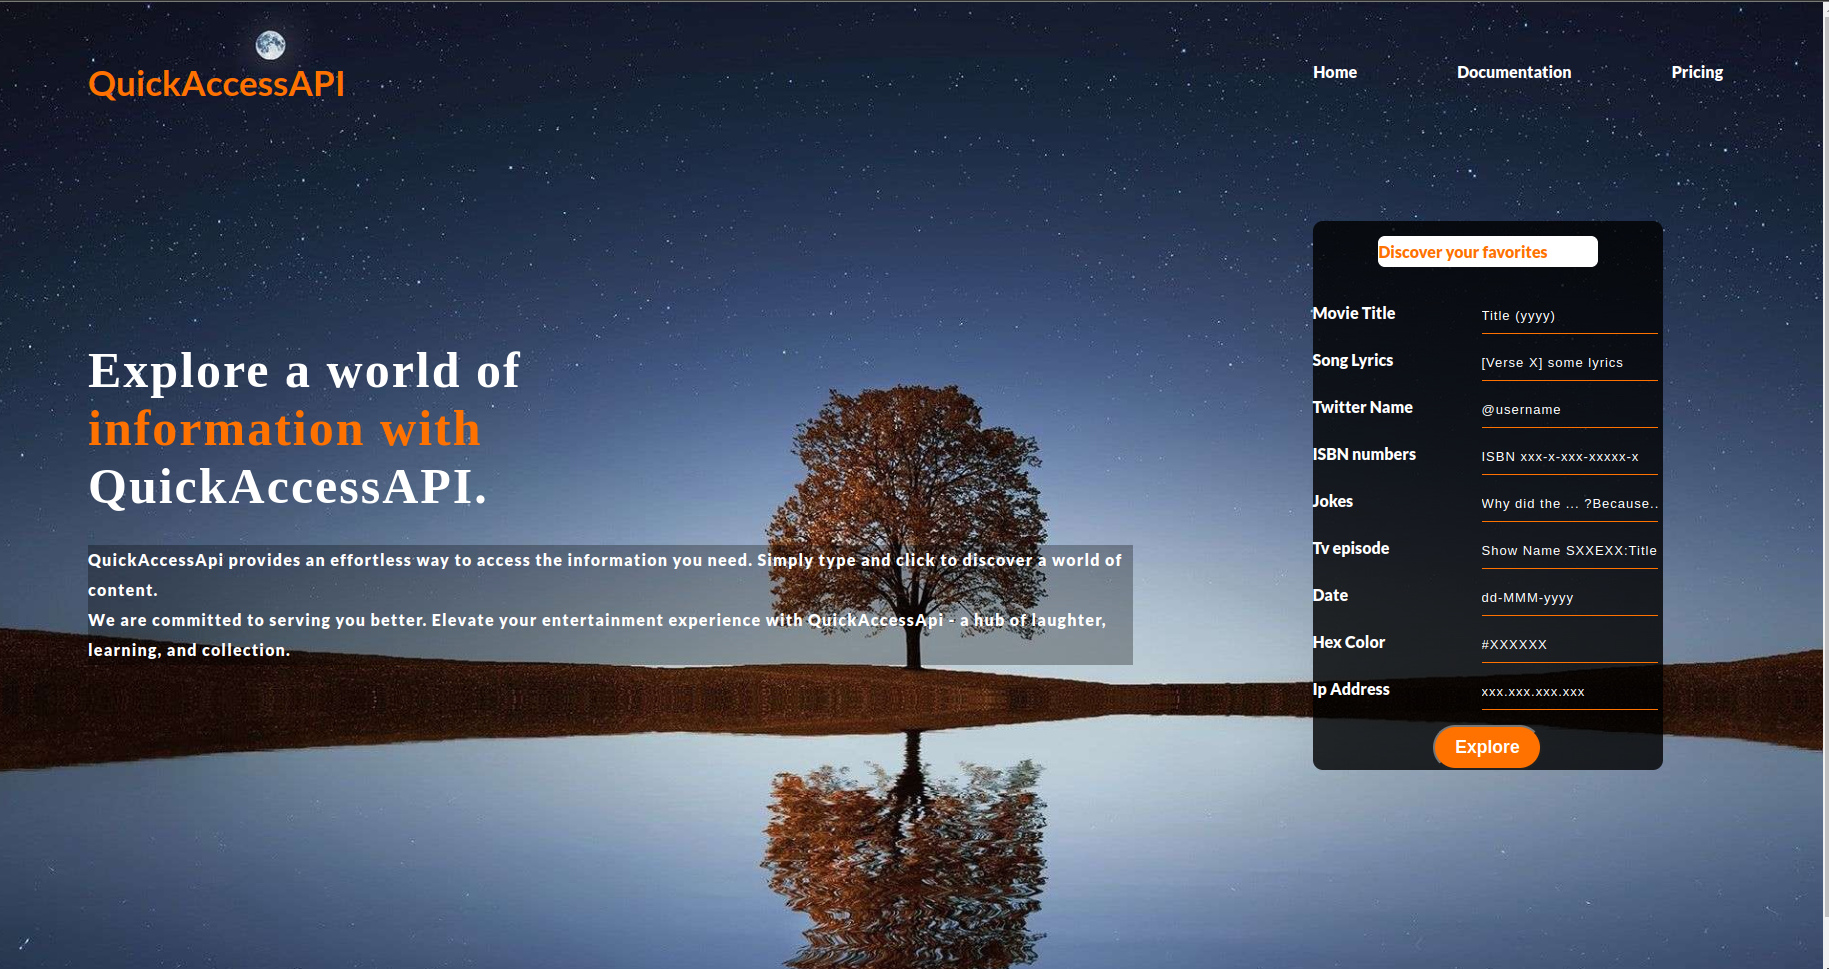 QuickAccessAPI
Home
Documentation
Pricing
Explore a world of
information with
QuickAccessAPI.
QuickAccessApi provides an effortless way to access the information you need. Simply type and click to discover a world of
content.
We are committed to serving you better. Elevate your entertainment experience with QuickAccessApi - a hub of laughter,
learning, and collection.
Discover your favorites
Movie Title
Title (yyyy)
Song Lyrics
[Verse X] some lyrics
Twitter Name
@username
ISBN numbers
ISBN xxx-x-xxx-xxxxx-x
Jokes
Why did the ... ?Because..
Tv episode
Show Name SXXEXX:Title
Date
dd-MMM-yyyy
Hex Color
#XXXXXX
Ip Address
xxx.xxx.xxx.xxx
Explore